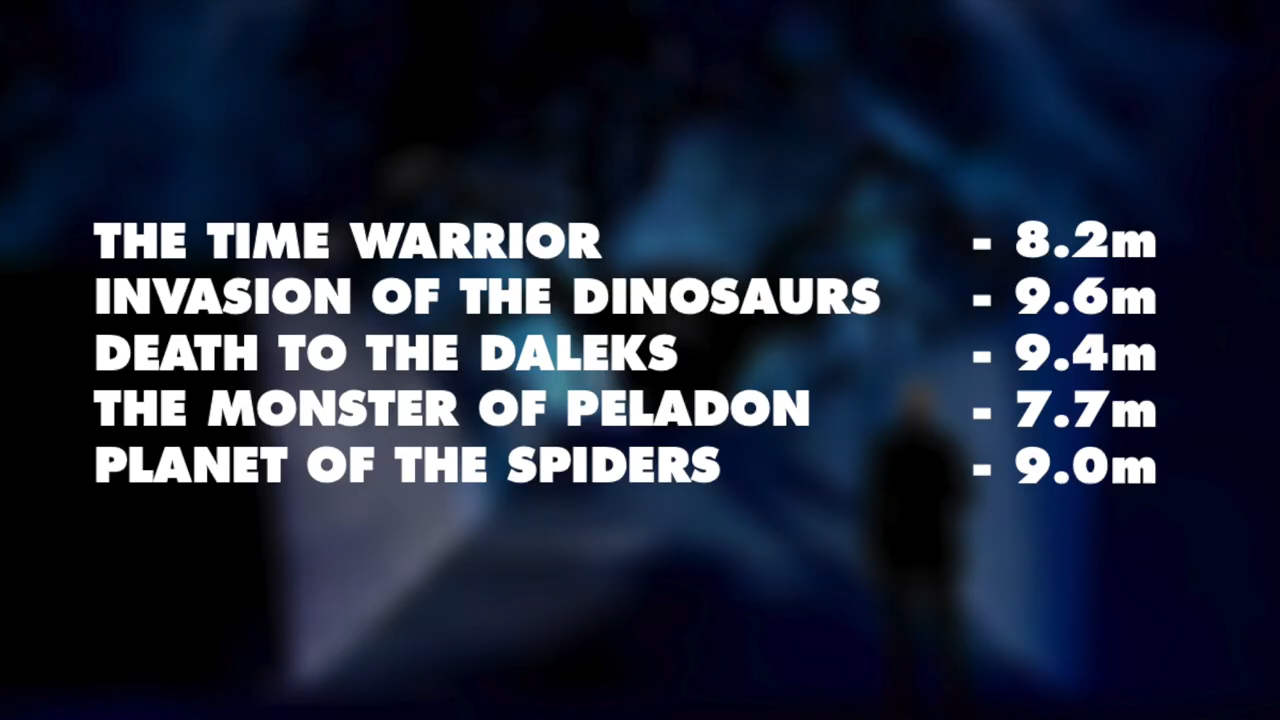 THE TIME WARRIOR - 8.2m
INVASION OF THE DINOSAURS - 9.6m
DEATH TO THE DALEKS - 9.4m
THE MONSTER OF PELADON - 7.7m
PLANET OF THE SPIDERS - 9.0m